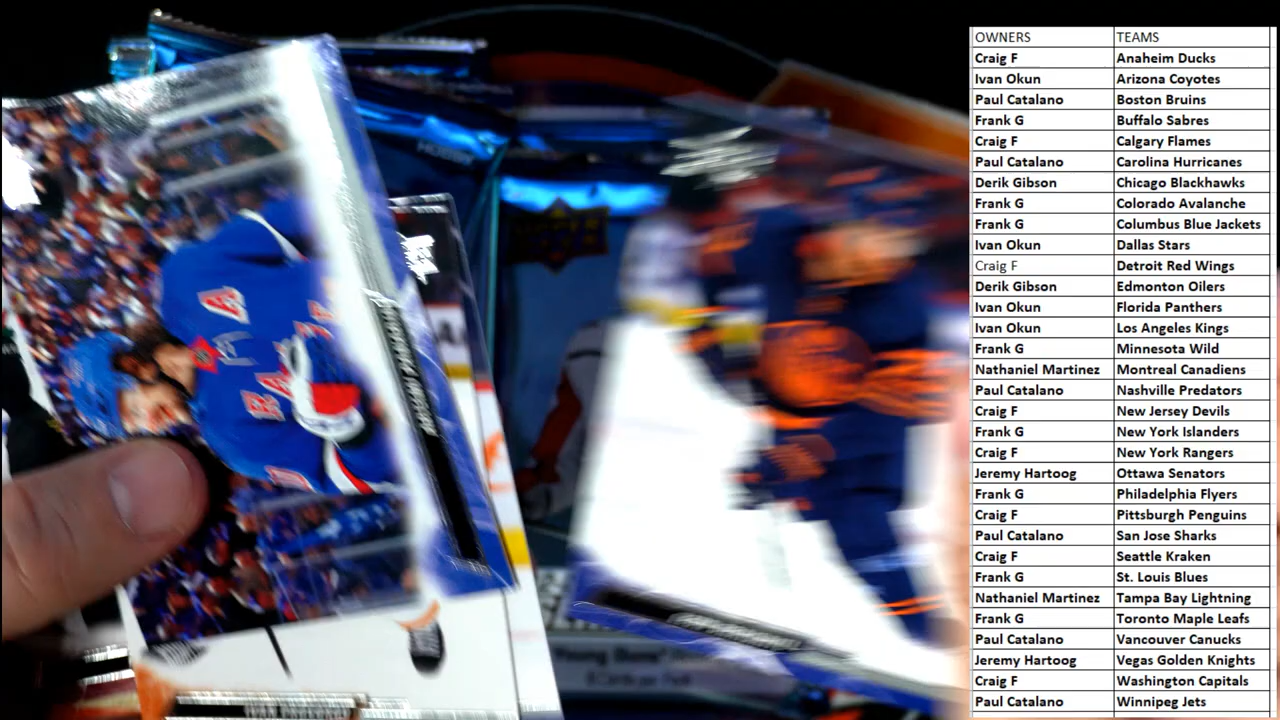 OWNERS TEAMS
Craig F Anaheim Ducks
Ivan Okun Arizona Coyotes
Paul Catalano Boston Bruins
Frank G Buffalo Sabres
Craig F Calgary Flames
Paul Catalano Carolina Hurricanes
Derik Gibson Chicago Blackhawks
Frank G Colorado Avalanche
Frank G Columbus Blue Jackets
Ivan Okun Dallas Stars
Craig F Detroit Red Wings
Derik Gibson Edmonton Oilers
Ivan Okun Florida Panthers
Ivan Okun Los Angeles Kings
Frank G Minnesota Wild
Nathaniel Martinez Montreal Canadiens
Paul Catalano Nashville Predators
Craig F New Jersey Devils
Frank G New York Islanders
Craig F New York Rangers
Jeremy Hartoog Ottawa Senators
Frank G Philadelphia Flyers
Craig F Pittsburgh Penguins
Paul Catalano San Jose Sharks
Craig F Seattle Kraken
Frank G St. Louis Blues
Nathaniel Martinez Tampa Bay Lightning
Frank G Toronto Maple Leafs
Paul Catalano Vancouver Canucks
Jeremy Hartoog Vegas Golden Knights
Craig F Washington Capitals
Paul Catalano Winnipeg Jets
HOBBY
Young Guns